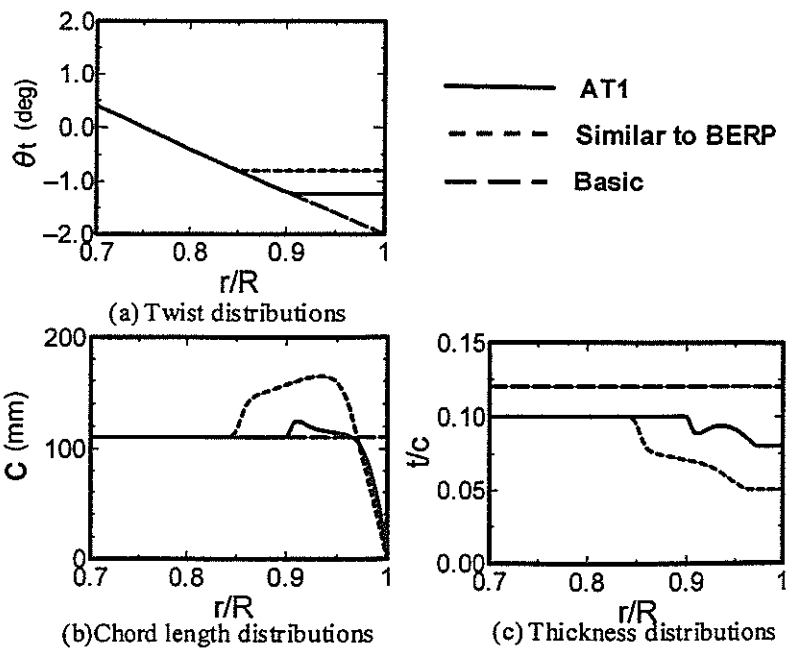 2.0
1.0
0.0
−1.0
−2.0
θt (deg)
0.7 0.8 0.9 1
r/R
(a) Twist distributions
AT1
Similar to BERP
Basic
200
100
0
C (mm)
0.7 0.8 0.9 1
r/R
(b)Chord length distributions
0.15
0.10
0.05
0.00
t/c
0.7 0.8 0.9 1
r/R
(c) Thickness distributions